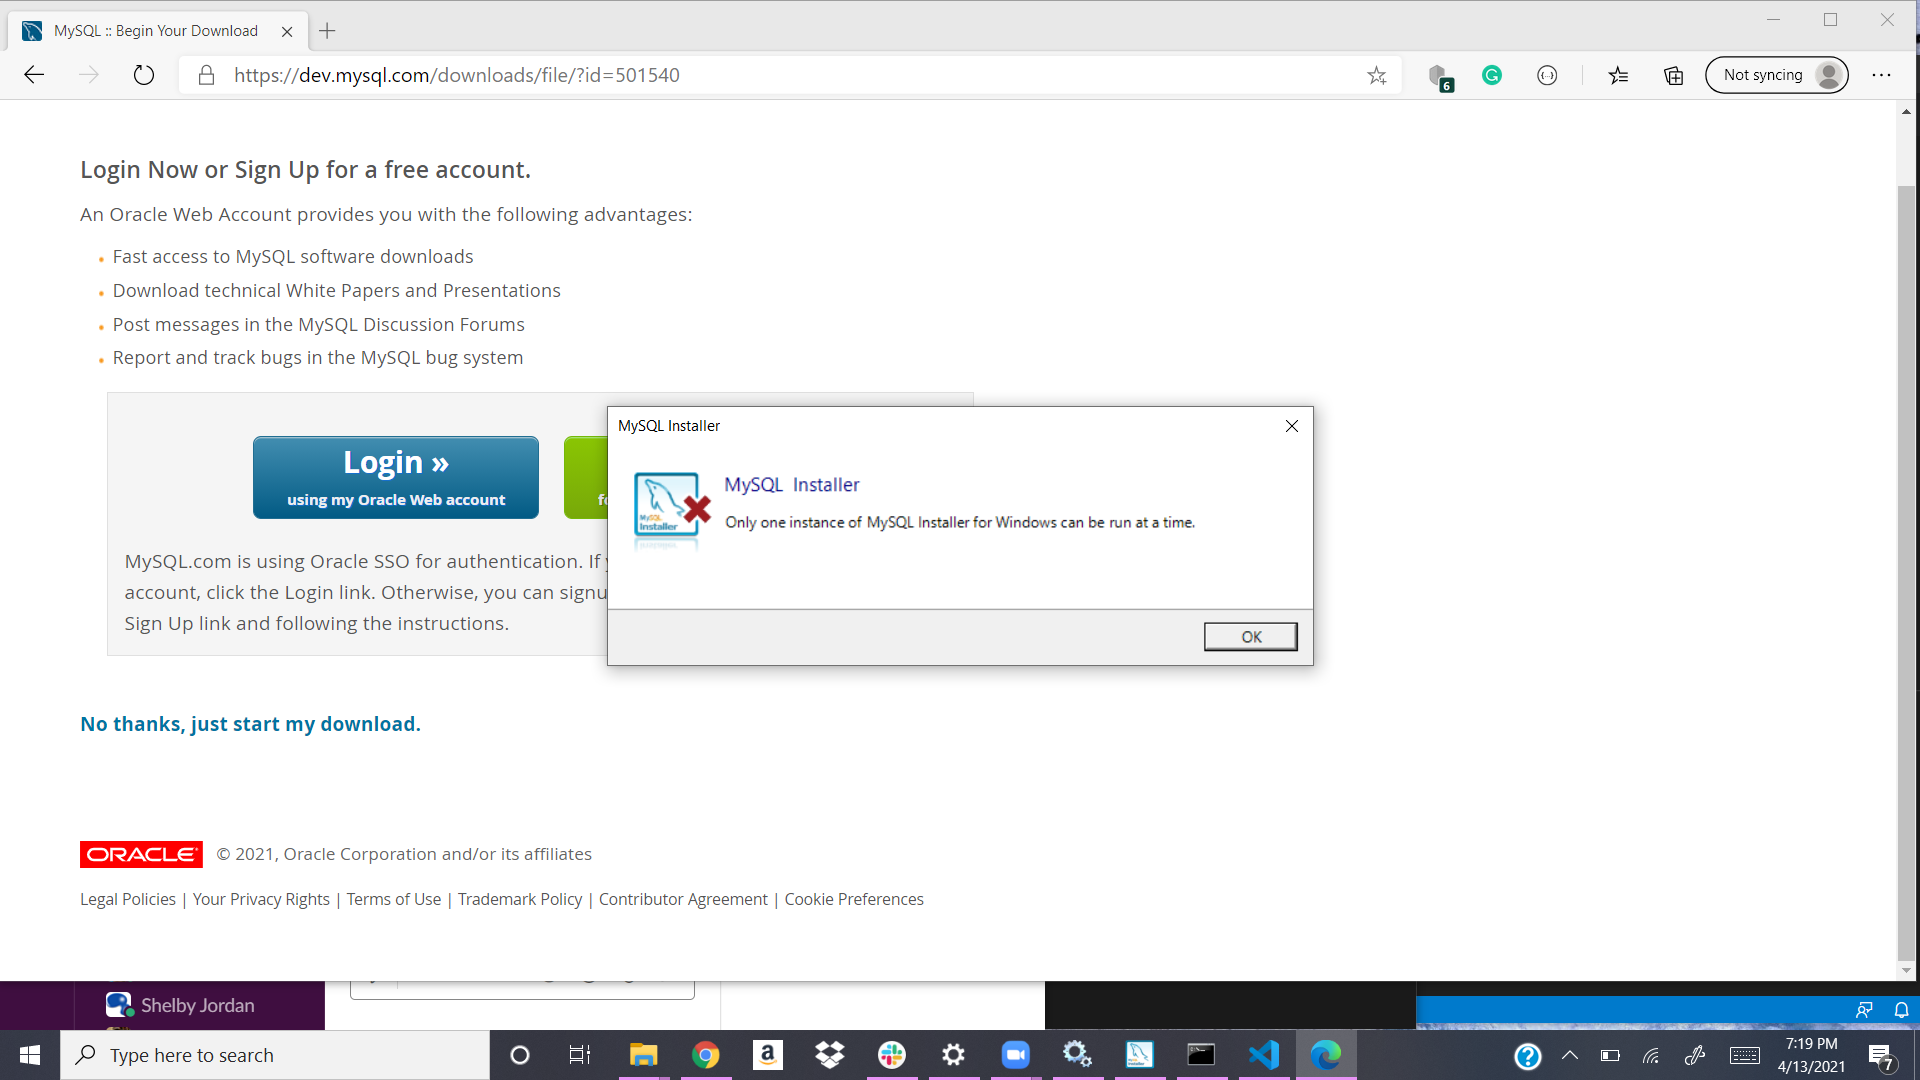 MySQL :: Begin Your Download
https://dev.mysql.com/downloads/file/?id=501540
6
Not syncing
Login Now or Sign Up for a free account.
An Oracle Web Account provides you with the following advantages:
Fast access to MySQL software downloads
Download technical White Papers and Presentations
Post messages in the MySQL Discussion Forums
Report and track bugs in the MySQL bug system
Login »
using my Oracle Web account
MySQL Installer
MySQL Installer
MySQL
Installer
Only one instance of MySQL Installer for Windows can be run at a time.
OK
MySQL.com is using Oracle SSO for authentication. If
account, click the Login link. Otherwise, you can signu
Sign Up link and following the instructions.
No thanks, just start my download.
ORACLE
© 2021, Oracle Corporation and/or its affiliates
Legal Policies | Your Privacy Rights | Terms of Use | Trademark Policy | Contributor Agreement | Cookie Preferences
Shelby Jordan
Type here to search
7:19 PM
4/13/2021
7